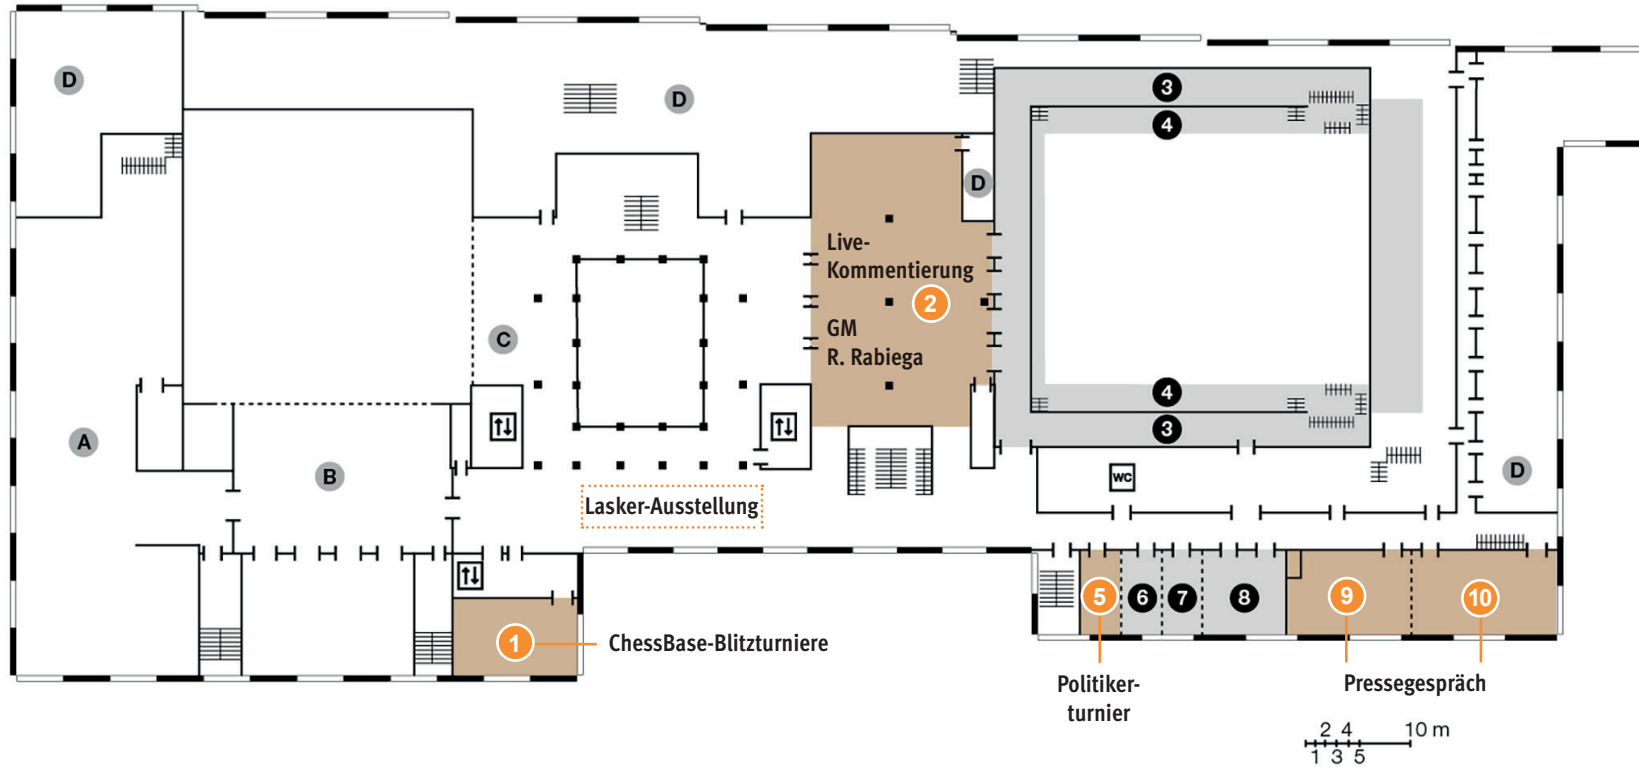 D
D
3
4
D
Live-
Kommentierung
2
GM
R. Rabiega
C
4
3
A
B
WC
D
Lasker-Ausstellung
5
6
7
8
9
10
1
ChessBase-Blitzturniere
Politiker-
turnier
Pressegespräch
2 4 10 m
1 3 5